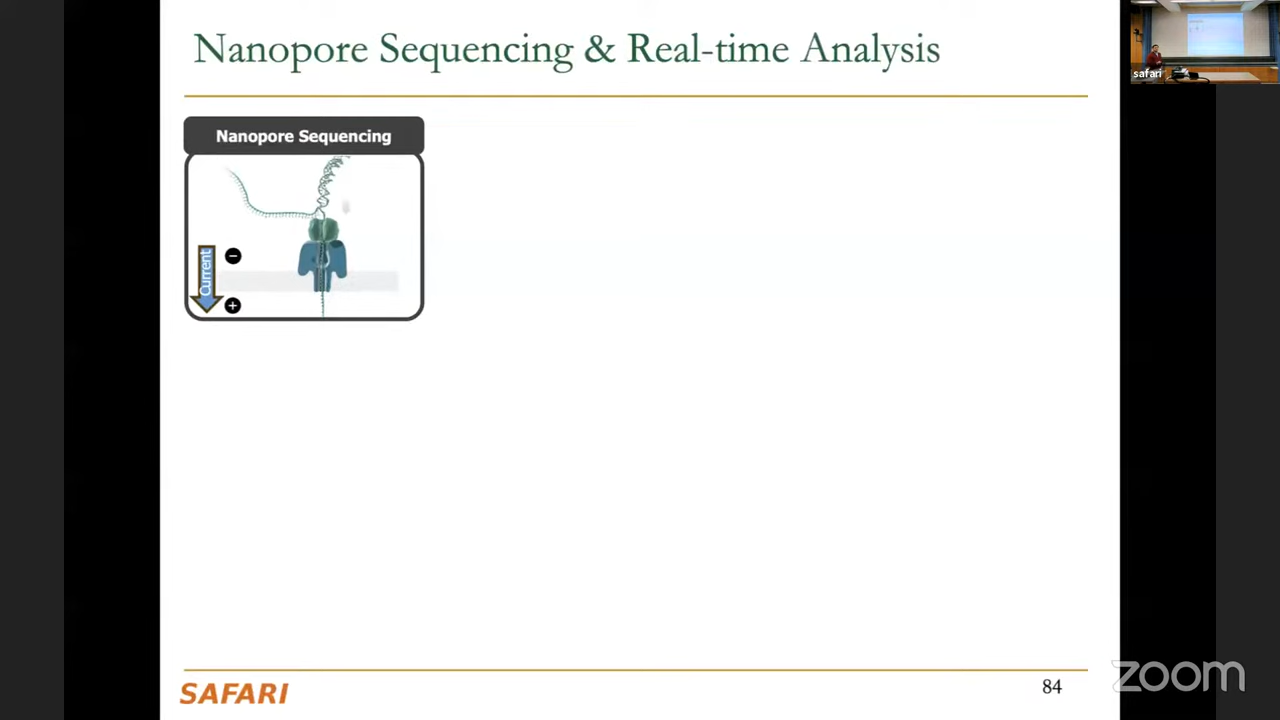 Nanopore Sequencing & Real-time Analysis
safari
Nanopore Sequencing
Current
−
+
SAFARI
84
zoom